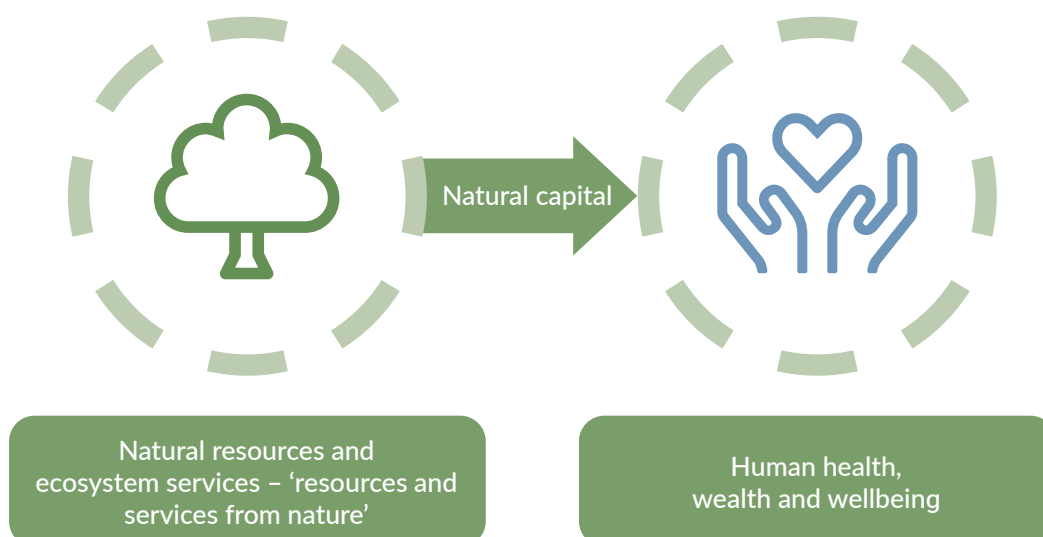 Natural capital
Natural resources and
ecosystem services – ‘resources and
services from nature’
Human health,
wealth and wellbeing